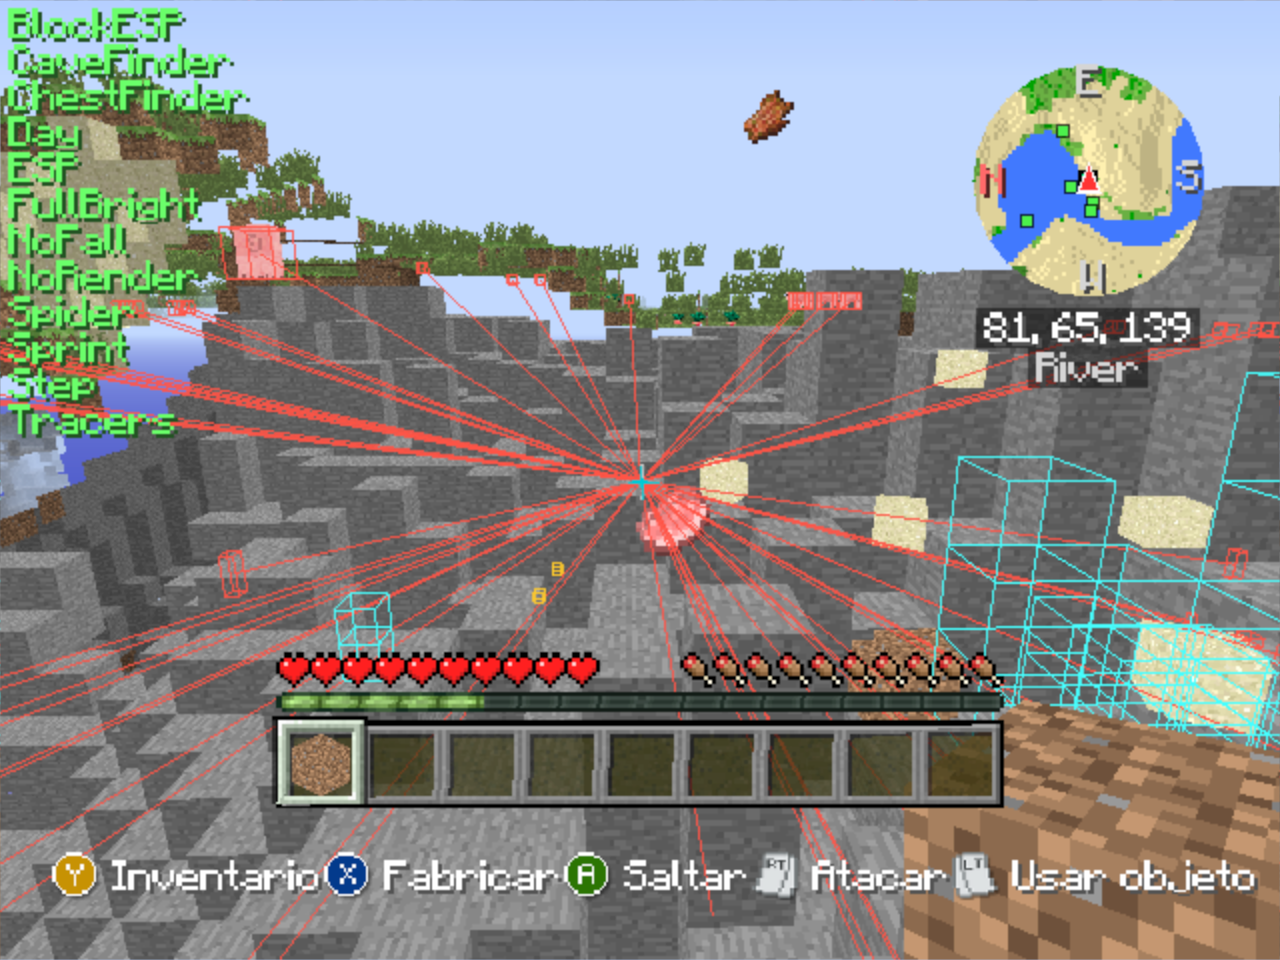 BlockESP
CaveFinder
ChestFinder
Day
ESP
FullBright
NoFall
NoRender
Spider
Sprint
Step
Tracers
E
N
S
W
81, 65, 139
River
Y Inventario X Fabricar A Saltar RT Atacar LT Usar objeto